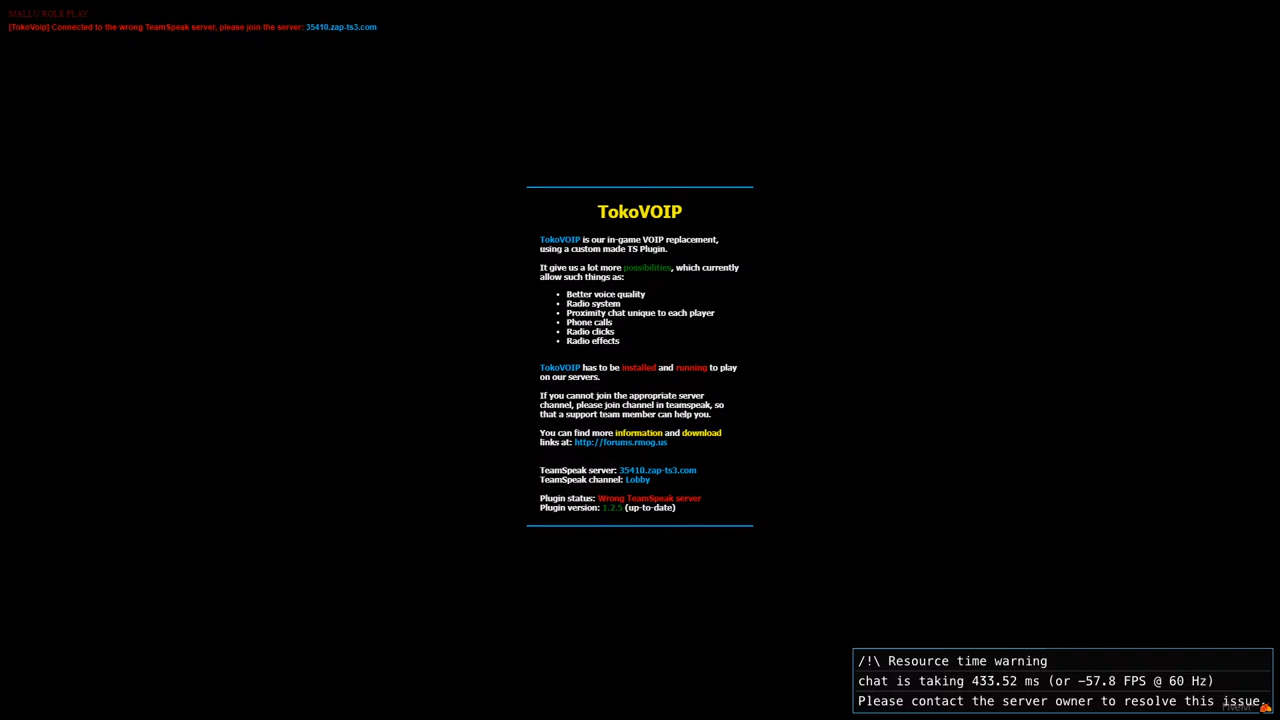 MALLU ROLE PLAY
[TokoVoip] Connected to the wrong TeamSpeak server, please join the server: 35410.zap-ts3.com
TokoVOIP
TokoVOIP is our in-game VOIP replacement,
using a custom made TS Plugin.
It give us a lot more possibilities, which currently
allow such things as:
• Better voice quality
• Radio system
• Proximity chat unique to each player
• Phone calls
• Radio clicks
• Radio effects
TokoVOIP has to be installed and running to play
on our servers.
If you cannot join the appropriate server
channel, please join channel in teamspeak, so
that a support team member can help you.
You can find more information and download
links at: http://forums.rmog.us
TeamSpeak server: 35410.zap-ts3.com
TeamSpeak channel: Lobby
Plugin status: Wrong TeamSpeak server
Plugin version: 1.2.5 (up-to-date)
/!\ Resource time warning
chat is taking 433.52 ms (or -57.8 FPS @ 60 Hz)
Please contact the server owner to resolve this issue.
FiveM